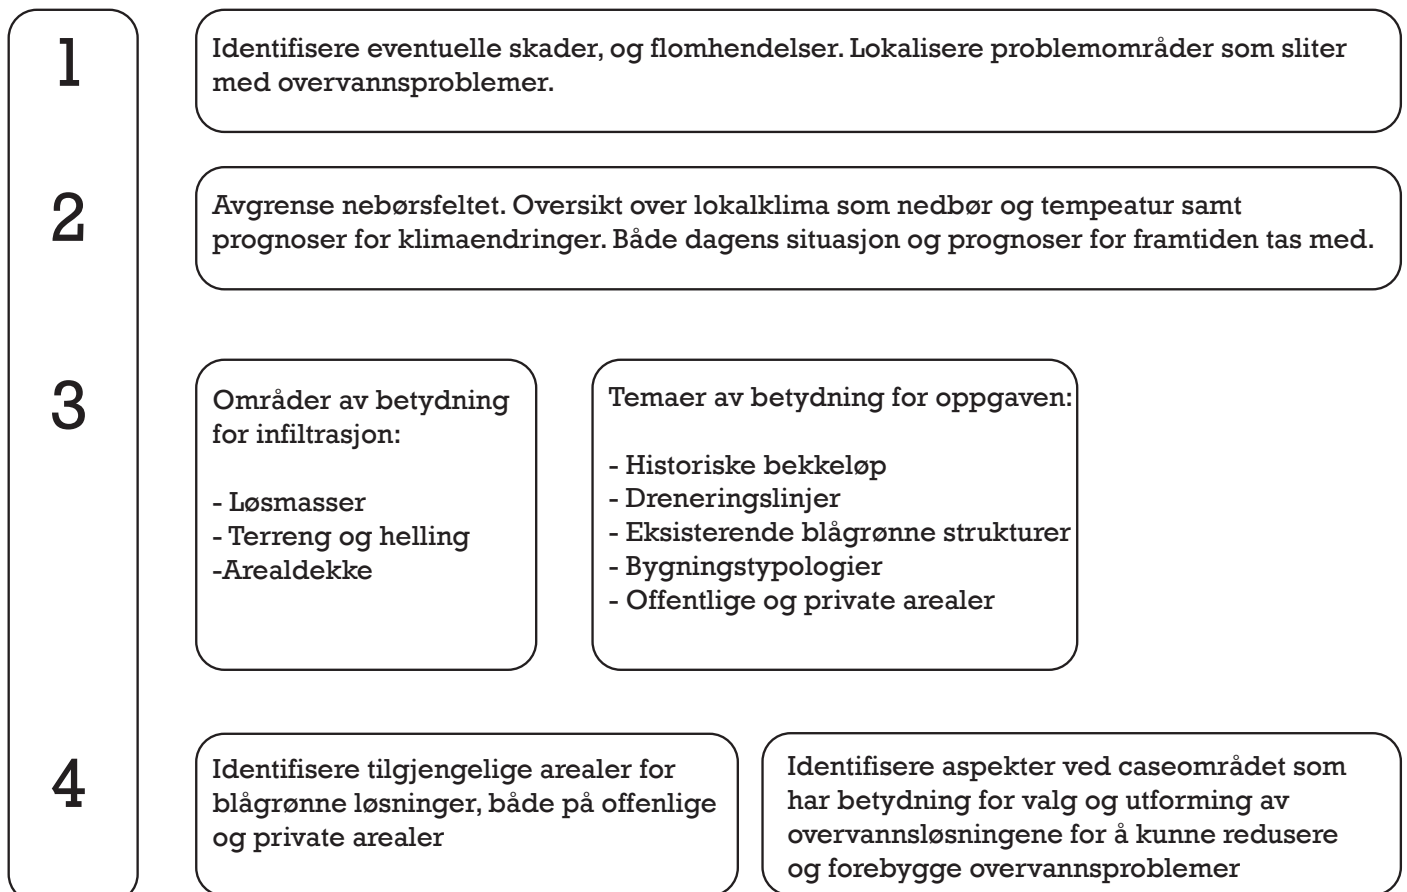 1
Identifisere eventuelle skader, og flomhendelser. Lokalisere problemområder som sliter
med overvannsproblemer.
2
Avgrense nebørsfeltet. Oversikt over lokalklima som nedbør og tempeatur samt
prognoser for klimaendringer. Både dagens situasjon og prognoser for framtiden tas med.
3
Områder av betydning
for infiltrasjon:
- Løsmasser
- Terreng og helling
-Arealdekke
Temaer av betydning for oppgaven:
- Historiske bekkeløp
- Dreneringslinjer
- Eksisterende blågrønne strukturer
- Bygningstypologier
- Offentlige og private arealer
4
Identifisere tilgjengelige arealer for
blågrønne løsninger, både på offenlige
og private arealer
Identifisere aspekter ved caseområdet som
har betydning for valg og utforming av
overvannsløsningene for å kunne redusere
og forebygge overvannsproblemer